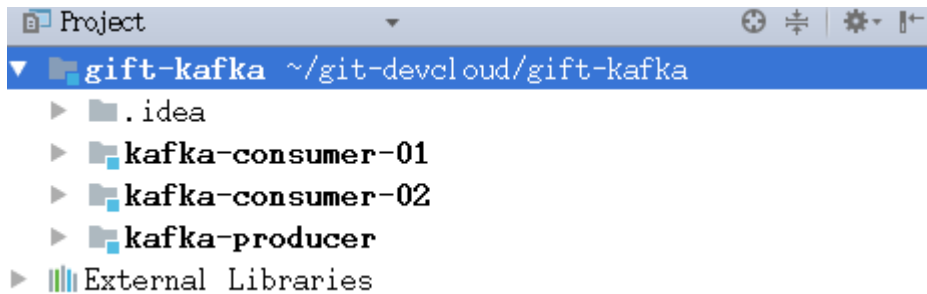 Project
gift-kafka ~/git-devcloud/gift-kafka
.idea
kafka-consumer-01
kafka-consumer-02
kafka-producer
External Libraries